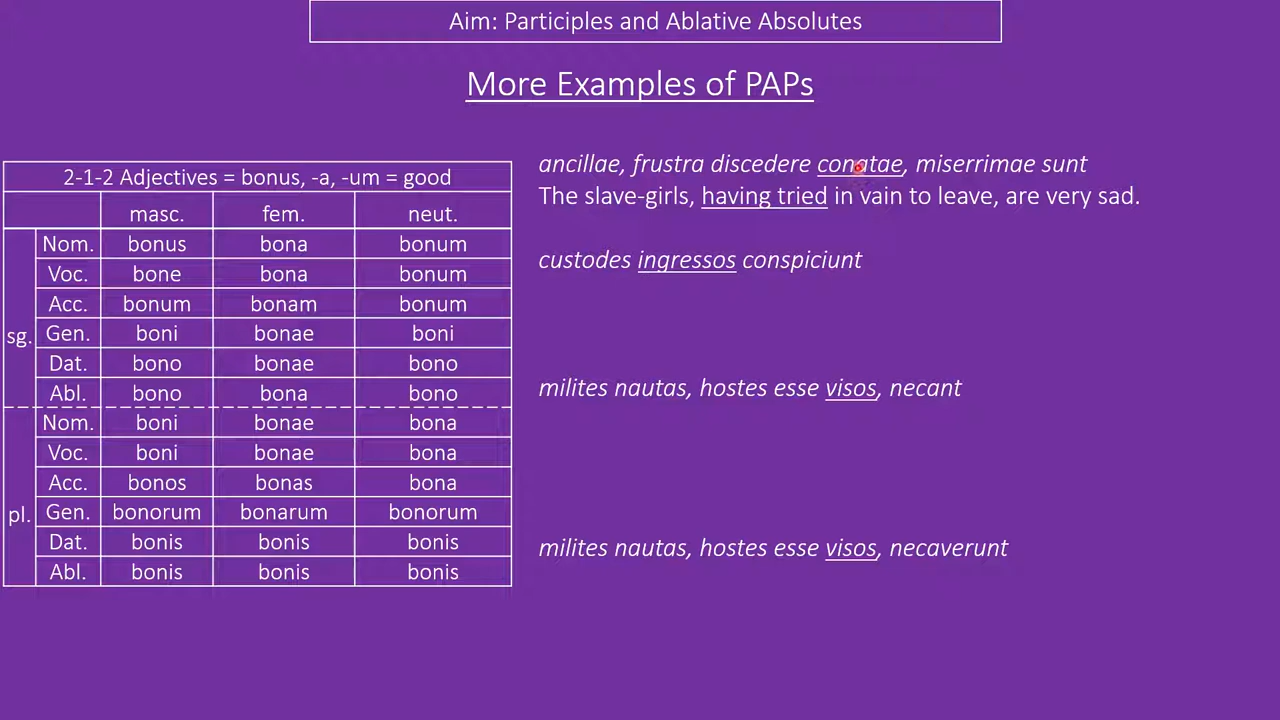 Aim: Participles and Ablative Absolutes
More Examples of PAPs
2-1-2 Adjectives = bonus, -a, -um = good
masc. fem. neut.
sg.
Nom. bonus bona bonum
Voc. bone bona bonum
Acc. bonum bonam bonum
Gen. boni bonae boni
Dat. bono bonae bono
Abl. bono bona bono
pl.
Nom. boni bonae bona
Voc. boni bonae bona
Acc. bonos bonas bona
Gen. bonorum bonarum bonorum
Dat. bonis bonis bonis
Abl. bonis bonis bonis
ancillae, frustra discedere conatae, miserrimae sunt
The slave-girls, having tried in vain to leave, are very sad.
custodes ingressos conspiciunt
milites nautas, hostes esse visos, necant
milites nautas, hostes esse visos, necaverunt